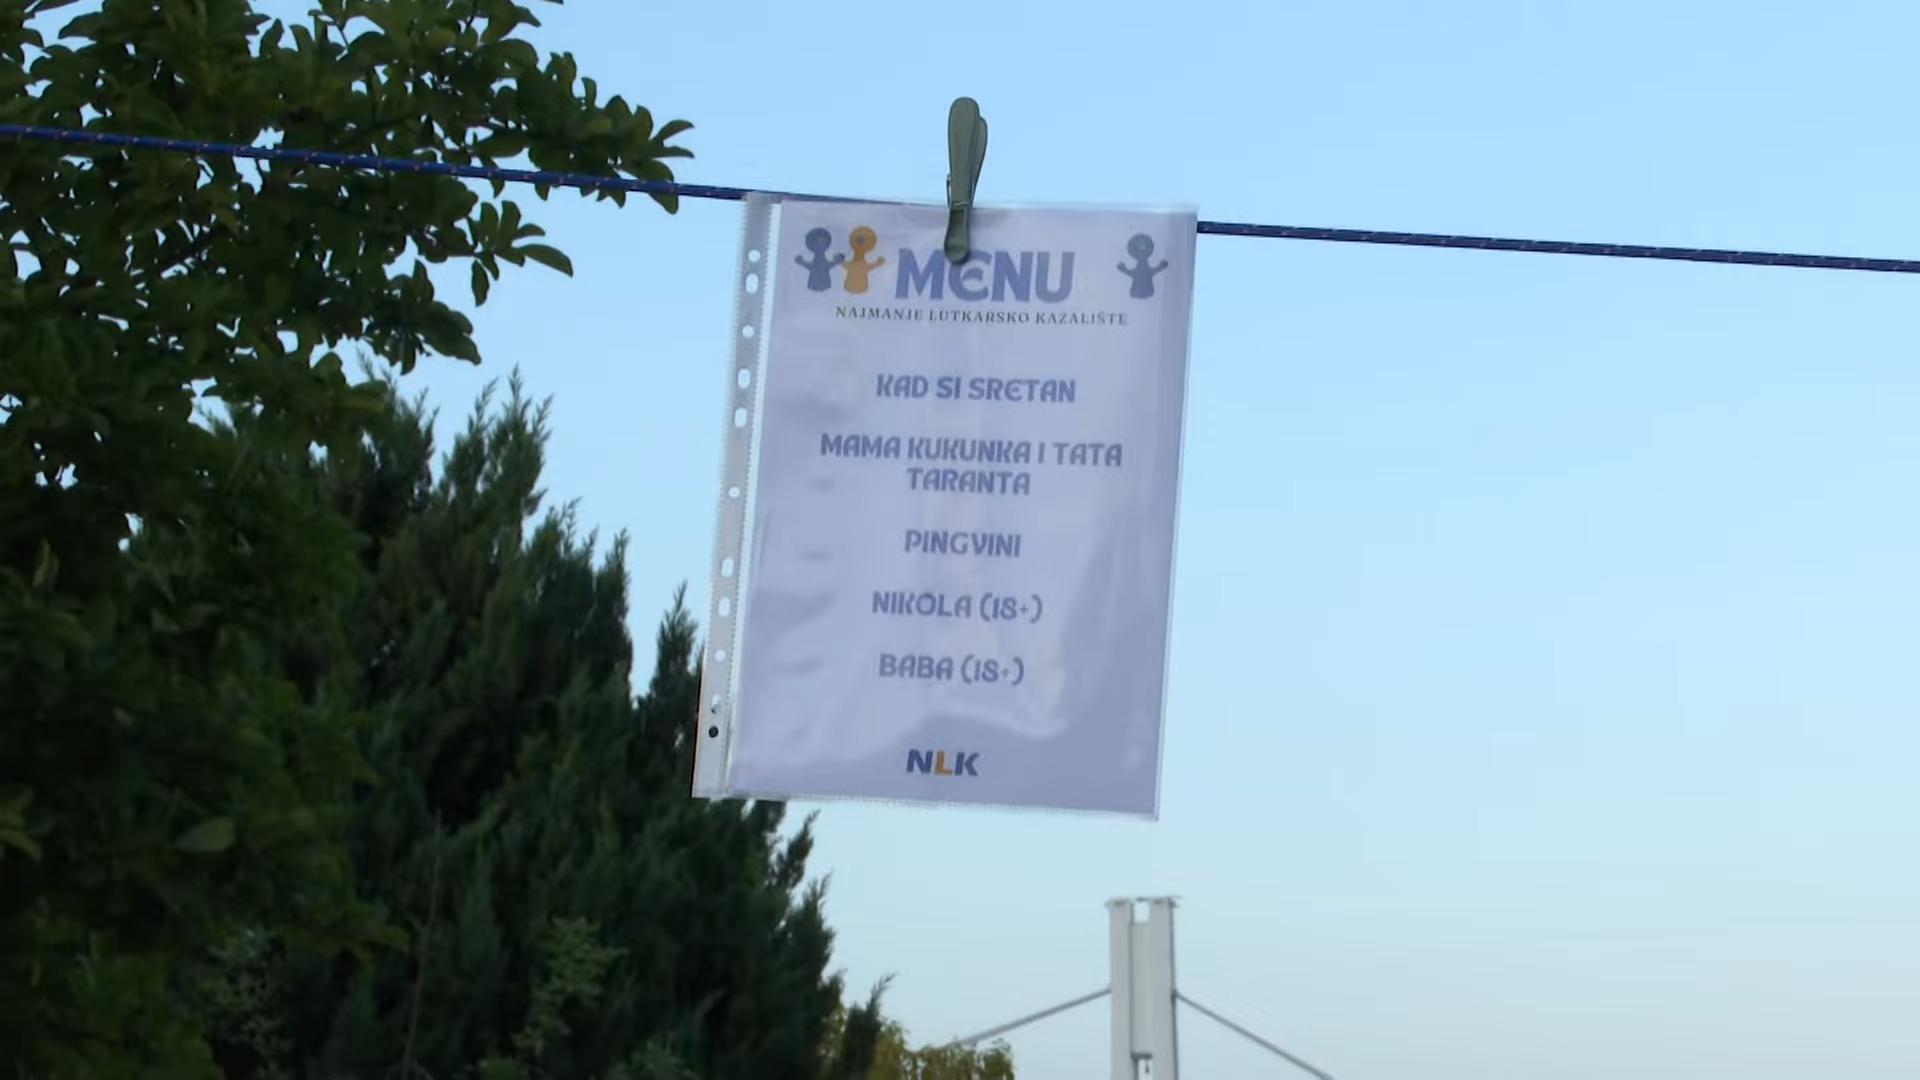 MENU
NAJMANJE LUTKARSKO KAZALIŠTE
KAD SI SRETAN
MAMA KUKUNKA I TATA
TARANTA
PINGVINI
NIKOLA (18+)
BABA (18+)
NLK